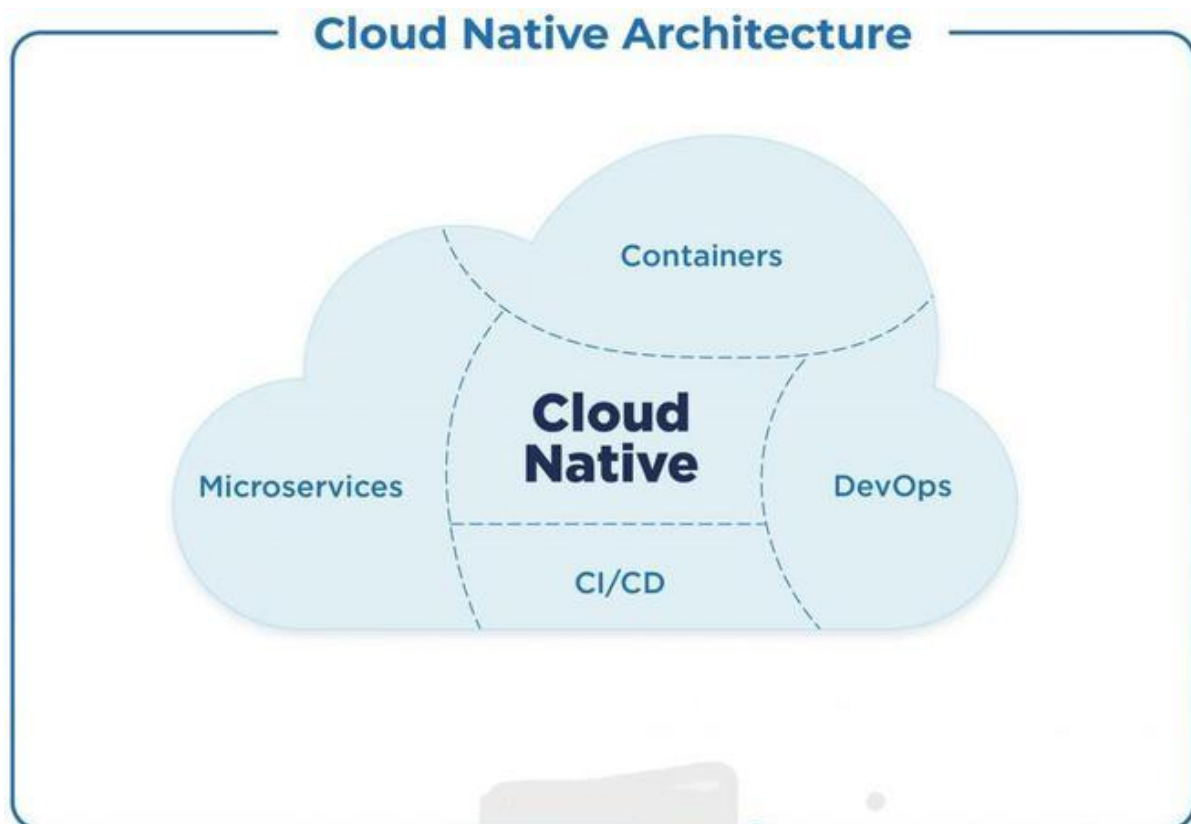 Cloud Native Architecture
Containers
Cloud
Native
Microservices
DevOps
CI/CD